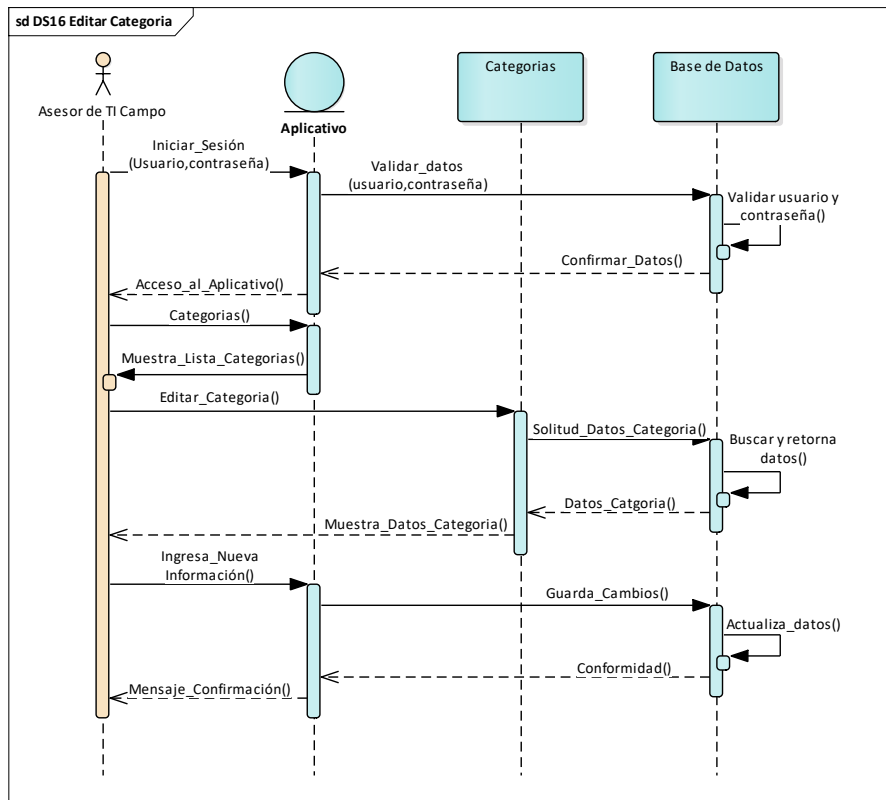 sd DS16 Editar Categoria
Asesor de TI Campo
Aplicativo
Categorias
Base de Datos
Iniciar_Sesión
(Usuario,contraseña)
Validar_datos
(usuario,contraseña)
Validar usuario y
contraseña()
Confirmar_Datos()
Acceso_al_Aplicativo()
Categorias()
Muestra_Lista_Categorias()
Editar_Categoria()
Solitud_Datos_Categoria()
Buscar y retorna
datos()
Datos_Catgoria()
Muestra_Datos_Categoria()
Ingresa_Nueva
Información()
Guarda_Cambios()
Actualiza_datos()
Conformidad()
Mensaje_Confirmación()